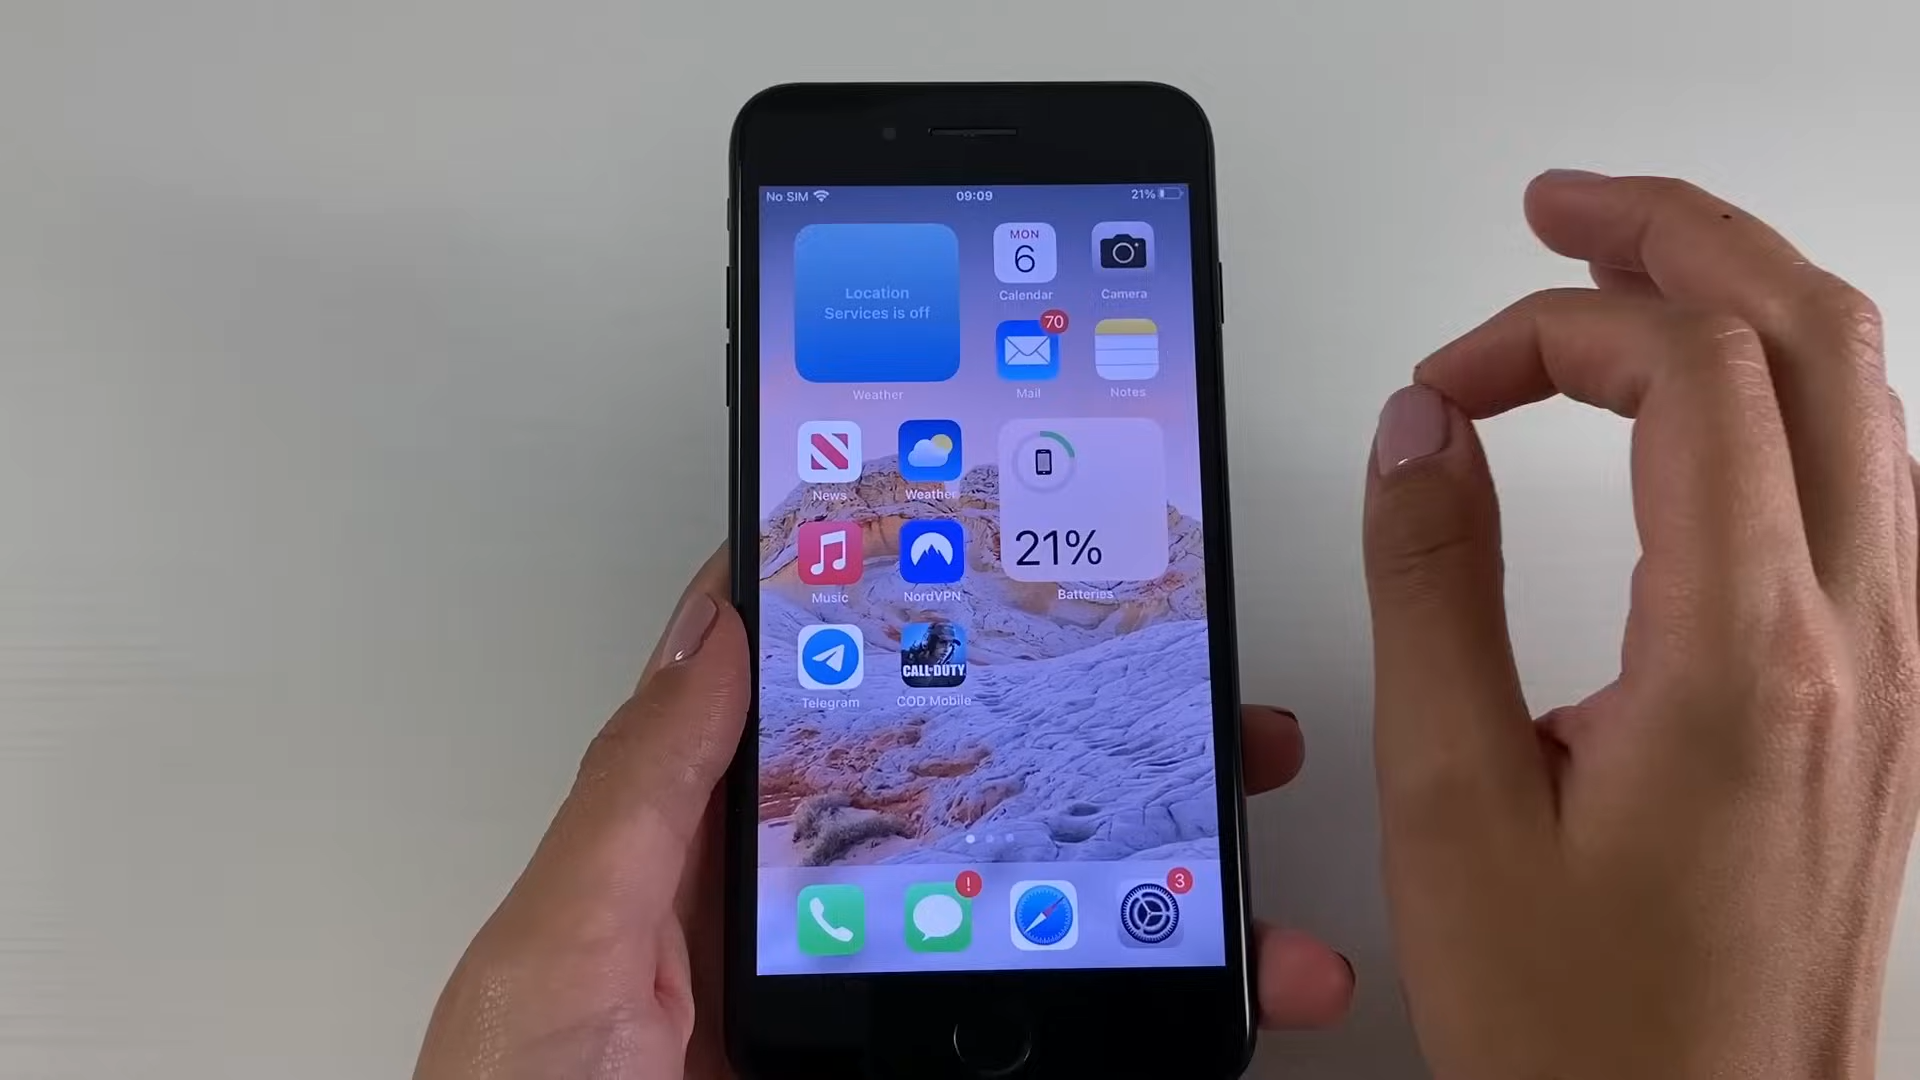 No SIM 09:09 21%
Location
Services is off
Weather
MON
6
Calendar
Camera
70
Mail
Notes
News
Weather
21%
Batteries
Music
NordVPN
Telegram
CALL OF DUTY
COD Mobile
!
3